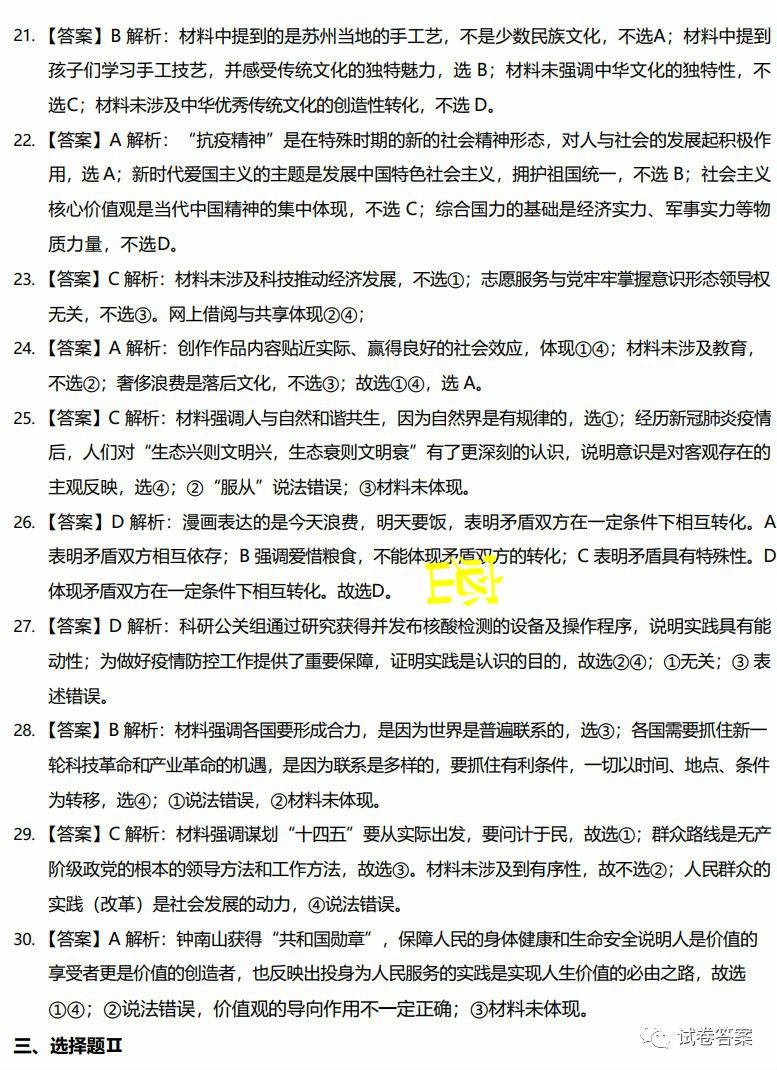 21. 【答案】B 解析：材料中提到的是苏州当地的手工艺，不是少数民族文化，不选A；材料中提到
孩子们学习手工技艺，并感受传统文化的独特魅力，选 B；材料未强调中华文化的独特性，不
选C；材料未涉及中华优秀传统文化的创造性转化，不选 D。
22. 【答案】A 解析：“抗疫精神”是在特殊时期的新的社会精神形态，对人与社会的发展起积极作
用，选 A；新时代爱国主义的主题是发展中国特色社会主义，拥护祖国统一，不选 B；社会主义
核心价值观是当代中国精神的集中体现，不选 C；综合国力的基础是经济实力、军事实力等物
质力量，不选D。
23. 【答案】C 解析：材料未涉及科技推动经济发展，不选①；志愿服务与党牢牢掌握意识形态领导权
无关，不选③。网上借阅与共享体现②④；
24. 【答案】A 解析：创作作品内容贴近实际、赢得良好的社会效应，体现①④；材料未涉及教育，
不选②；奢侈浪费是落后文化，不选③；故选①④，选 A。
25. 【答案】C 解析：材料强调人与自然和谐共生，因为自然界是有规律的，选①；经历新冠肺炎疫情
后，人们对“生态兴则文明兴，生态衰则文明衰”有了更深刻的认识，说明意识是对客观存在的
主观反映，选④；②“服从”说法错误；③材料未体现。
26. 【答案】D 解析：漫画表达的是今天浪费，明天要饭，表明矛盾双方在一定条件下相互转化。A
表明矛盾双方相互依存；B 强调爱惜粮食，不能体现矛盾双方的转化；C 表明矛盾具有特殊性。D
体现矛盾双方在一定条件下相互转化。故选D。
27. 【答案】D 解析：科研公关组通过研究获得并发布核酸检测的设备及操作程序，说明实践具有能
动性；为做好疫情防控工作提供了重要保障，证明实践是认识的目的，故选②④；①无关；③ 表
述错误。
28. 【答案】B 解析：材料强调各国要形成合力，是因为世界是普遍联系的，选③；各国需要抓住新一
轮科技革命和产业革命的机遇，是因为联系是多样的，要抓住有利条件，一切以时间、地点、条件
为转移，选④；①说法错误，②材料未体现。
29. 【答案】C 解析：材料强调谋划“十四五”要从实际出发，要问计于民，故选①；群众路线是无产
阶级政党的根本的领导方法和工作方法，故选③。材料未涉及到有序性，故不选②；人民群众的
实践（改革）是社会发展的动力，④说法错误。
30. 【答案】A 解析：钟南山获得“共和国勋章”，保障人民的身体健康和生命安全说明人是价值的
享受者更是价值的创造者，也反映出投身为人民服务的实践是实现人生价值的必由之路，故选
①④；②说法错误，价值观的导向作用不一定正确；③材料未体现。
三、选择题Ⅱ
试卷答案